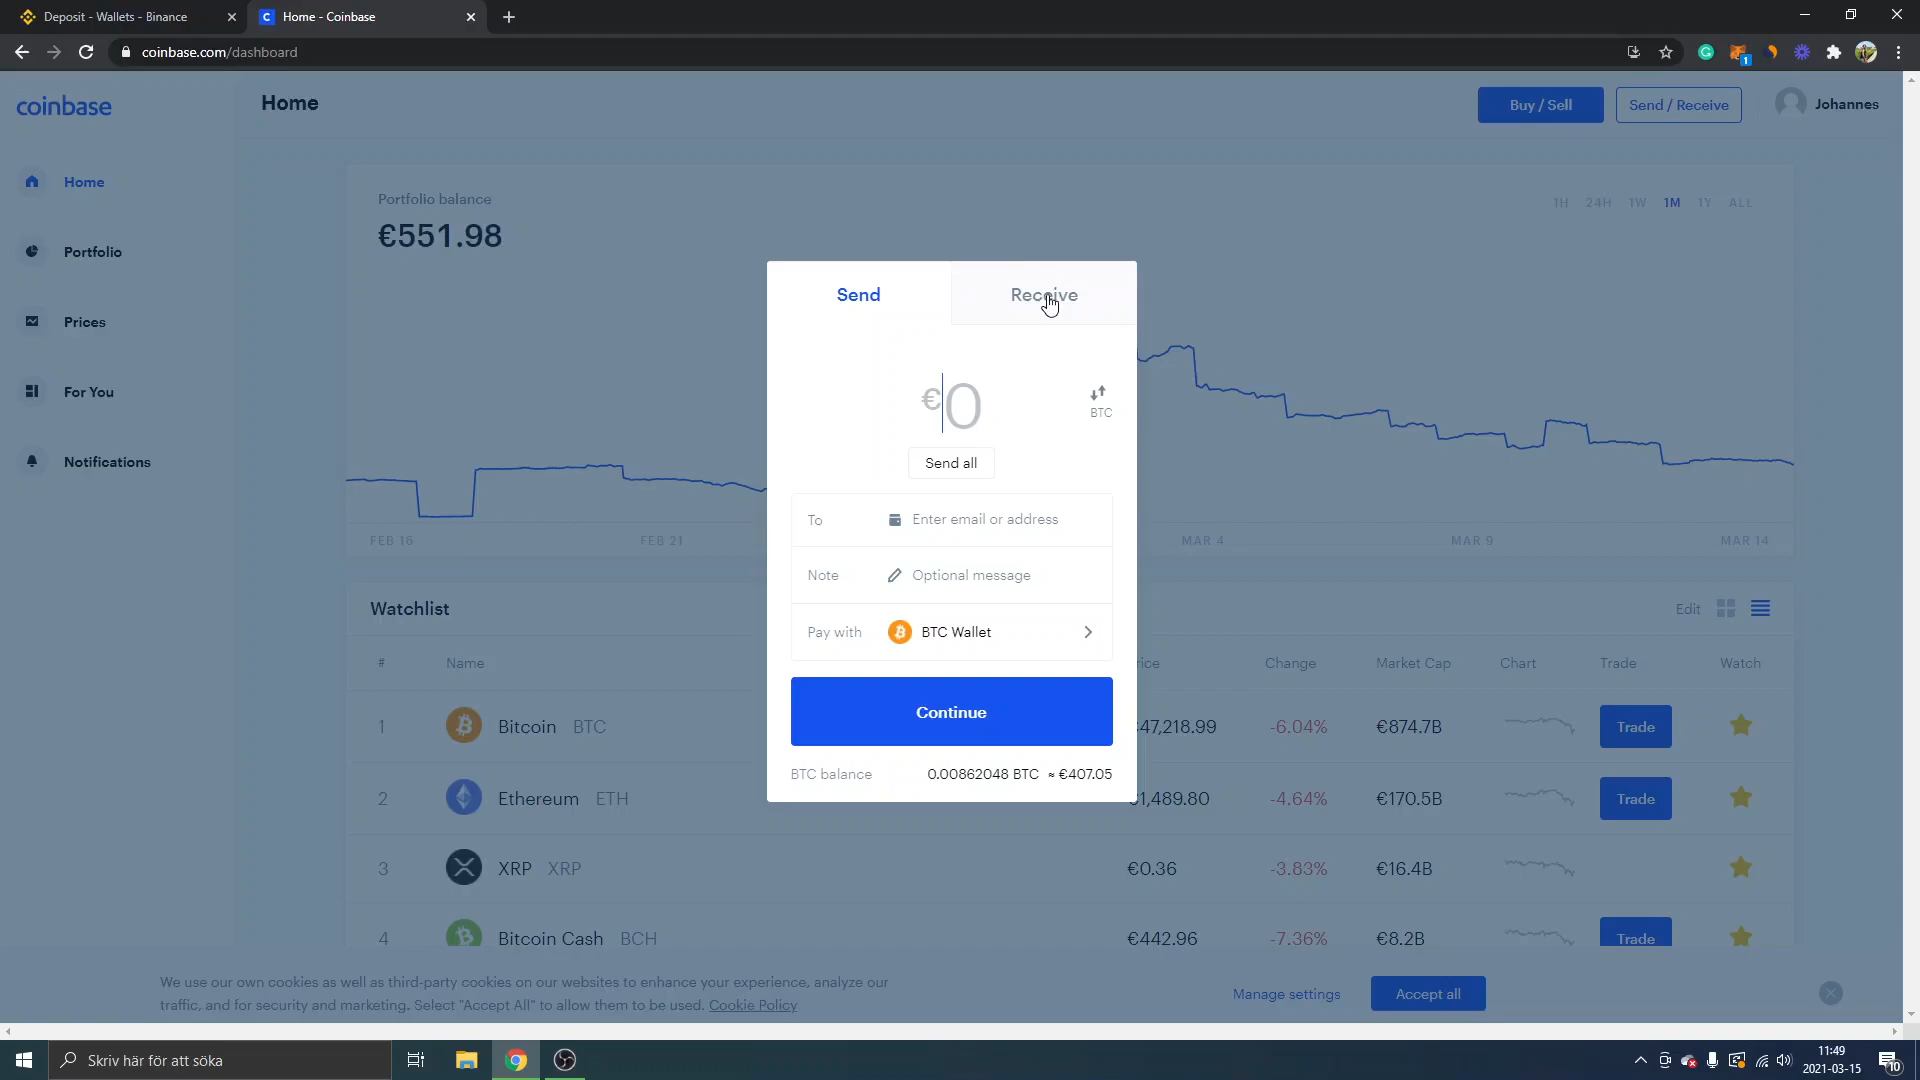 Deposit - Wallets - Binance
Home - Coinbase
coinbase.com/dashboard
1
coinbase
Home
Buy / Sell
Send / Receive
Johannes
Home
Portfolio
Prices
For You
Notifications
Portfolio balance
€551.98
1H 24H 1W 1M 1Y ALL
Send
Receive
€0
BTC
Send all
To
Enter email or address
Note
Optional message
Pay with
BTC Wallet
Continue
BTC balance
0.00862048 BTC ≈ €407.05
FEB 16
FEB 21
MAR 4
MAR 9
MAR 14
Watchlist
Edit
# Name Change Market Cap Chart Trade Watch
1 Bitcoin BTC 47,218.99 -6.04% €874.7B Trade
2 Ethereum ETH 1,489.80 -4.64% €170.5B Trade
3 XRP XRP €0.36 -3.83% €16.4B
4 Bitcoin Cash BCH €442.96 -7.36% €8.2B Trade
We use our own cookies as well as third-party cookies on our websites to enhance your experience, analyze our
traffic, and for security and marketing. Select "Accept All" to allow them to be used. Cookie Policy
Manage settings
Accept all
Skriv här för att söka
11:49
2021-03-15
10